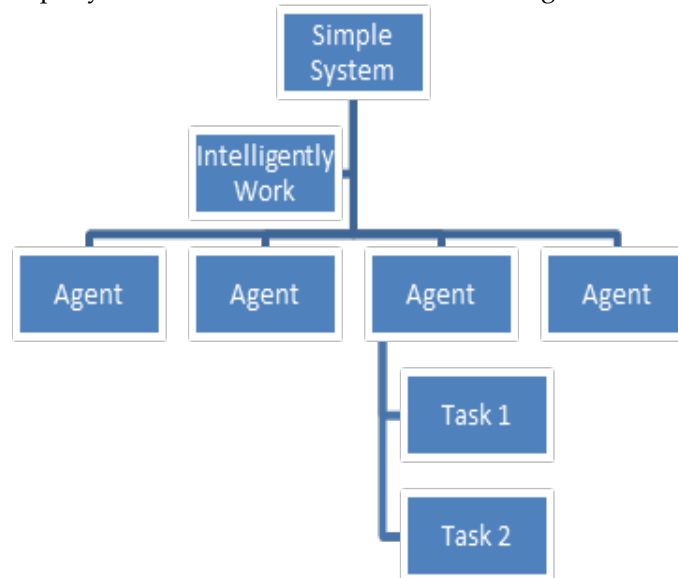 Simple
System
Intelligently
Work
Agent
Agent
Agent
Agent
Task 1
Task 2